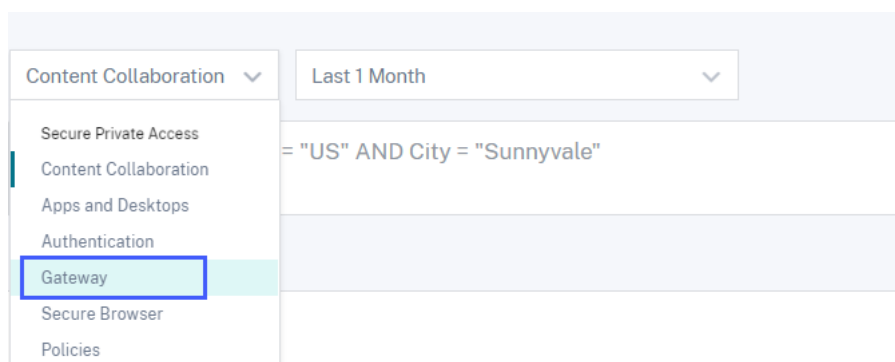 Content Collaboration
Last 1 Month
Secure Private Access
= "US" AND City = "Sunnyvale"
Content Collaboration
Apps and Desktops
Authentication
Gateway
Secure Browser
Policies